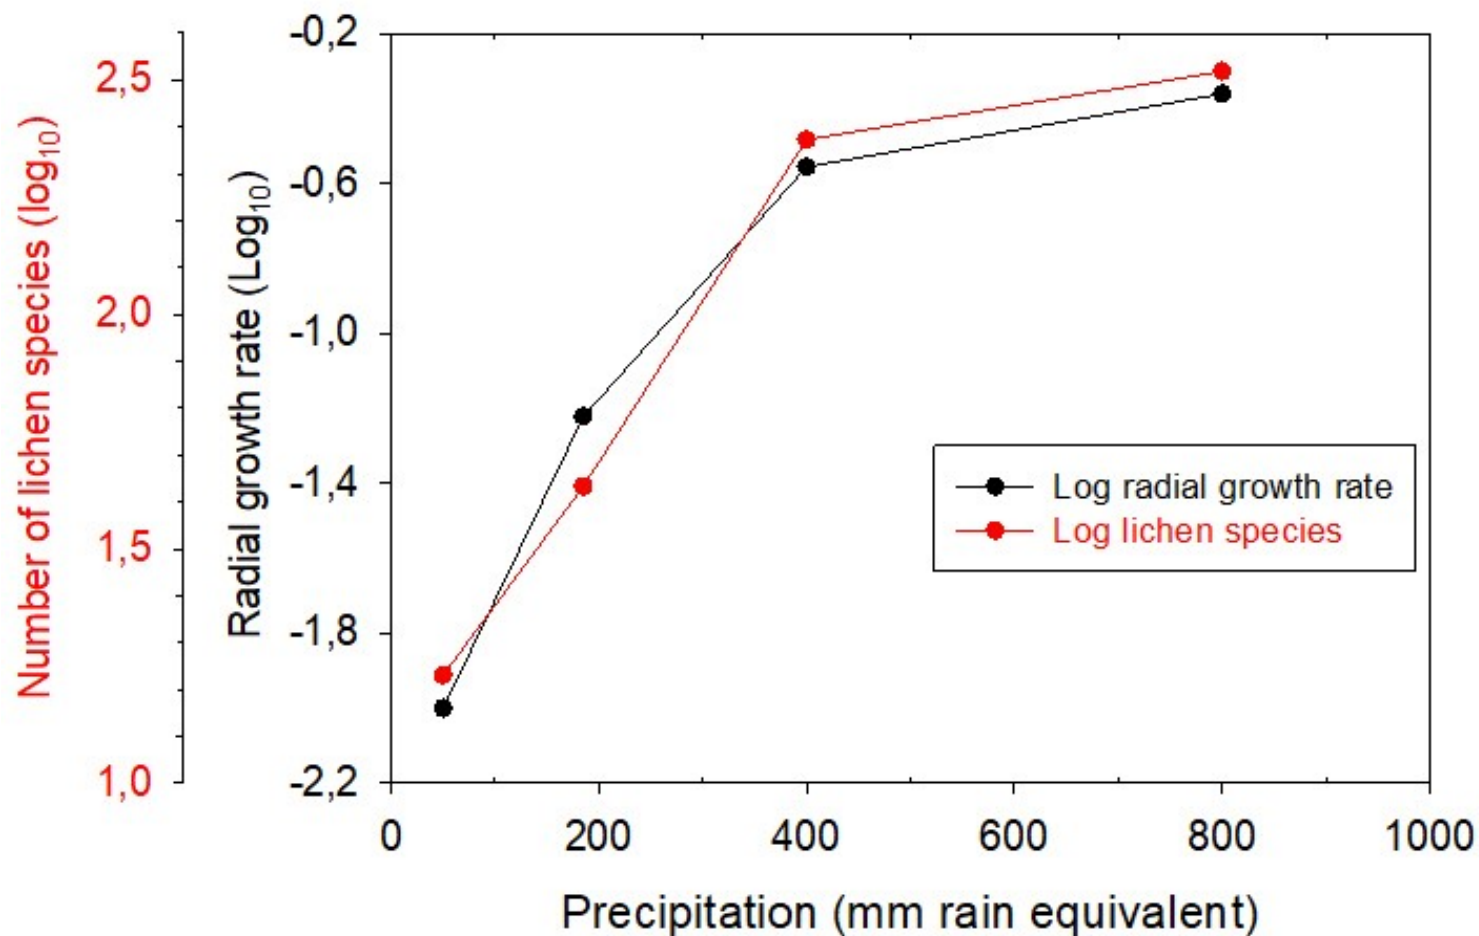 Number of lichen species (log10)
2,5
2,0
1,5
1,0
Radial growth rate (Log10)
-0,2
-0,6
-1,0
-1,4
-1,8
-2,2
Log radial growth rate
Log lichen species
0 200 400 600 800 1000
Precipitation (mm rain equivalent)